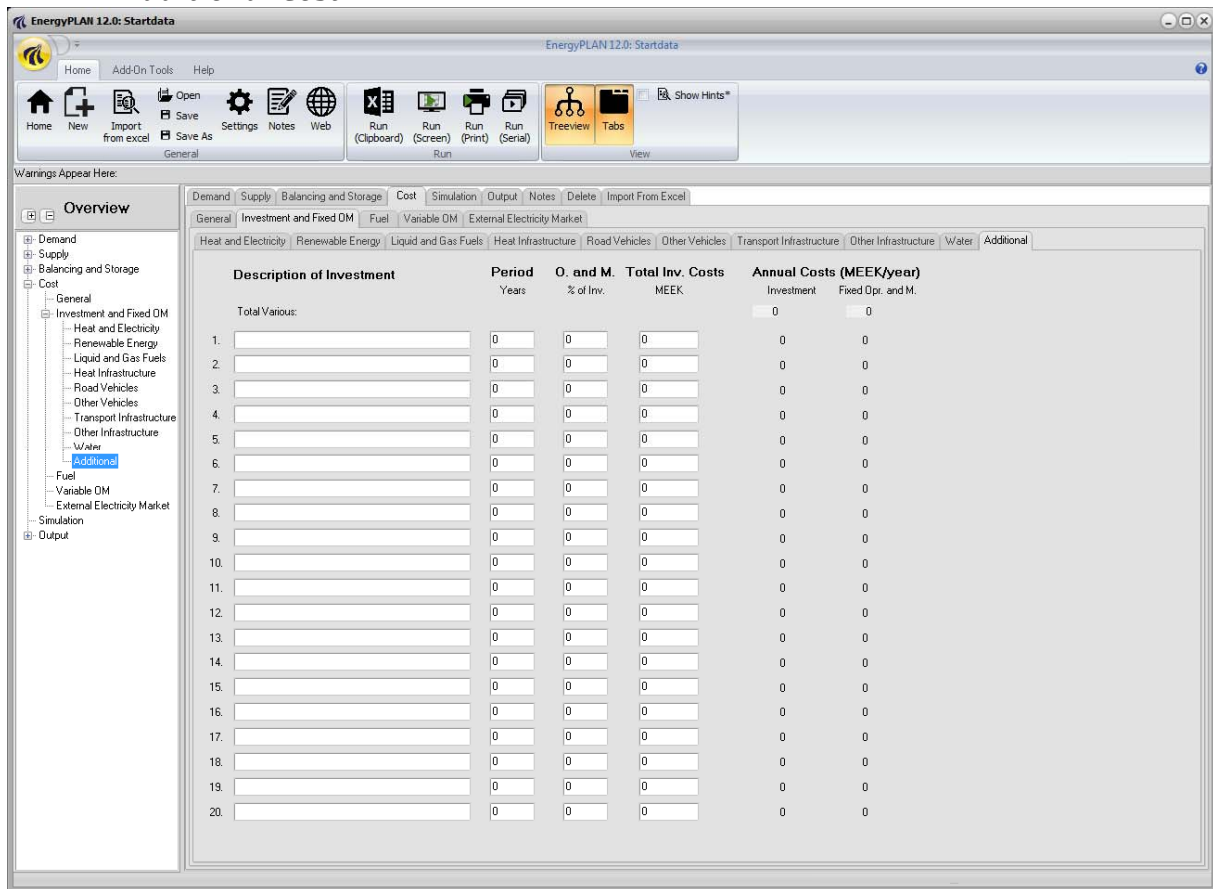 EnergyPLAN 12.0: Startdata
EnergyPLAN 12.0: Startdata
Home Add-On Tools Help
Home New Import from excel Open Save Save As Settings Notes Web Run (Clipboard) Run (Screen) Run (Print) Run (Serial) Treeview Tabs Show Hints*
General Run View
Warnings Appear Here:
Overview
Demand
Supply
Balancing and Storage
Cost
General
Investment and Fixed OM
Heat and Electricity
Renewable Energy
Liquid and Gas Fuels
Heat Infrastructure
Road Vehicles
Other Vehicles
Transport Infrastructure
Other Infrastructure
Water
Additional
Fuel
Variable OM
External Electricity Market
Simulation
Output
Demand Supply Balancing and Storage Cost Simulation Output Notes Delete Import From Excel
General Investment and Fixed OM Fuel Variable OM External Electricity Market
Heat and Electricity Renewable Energy Liquid and Gas Fuels Heat Infrastructure Road Vehicles Other Vehicles Transport Infrastructure Other Infrastructure Water Additional
Description of Investment Period O. and M. Total Inv. Costs Annual Costs (MEEK/year)
Years % of Inv. MEEK Investment Fixed Opr. and M.
Total Various: 0 0
1. 0 0 0 0 0
2. 0 0 0 0 0
3. 0 0 0 0 0
4. 0 0 0 0 0
5. 0 0 0 0 0
6. 0 0 0 0 0
7. 0 0 0 0 0
8. 0 0 0 0 0
9. 0 0 0 0 0
10. 0 0 0 0 0
11. 0 0 0 0 0
12. 0 0 0 0 0
13. 0 0 0 0 0
14. 0 0 0 0 0
15. 0 0 0 0 0
16. 0 0 0 0 0
17. 0 0 0 0 0
18. 0 0 0 0 0
19. 0 0 0 0 0
20. 0 0 0 0 0